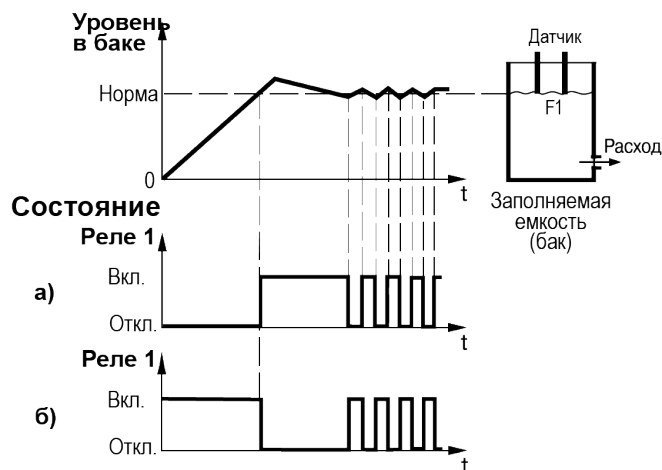 Уровень
в баке
Норма
0
t
Датчик
F1
Расход
Заполняемая
емкость
(бак)
Состояние
Реле 1
а)
Вкл.
Откл.
t
Реле 1
б)
Вкл.
Откл.
t